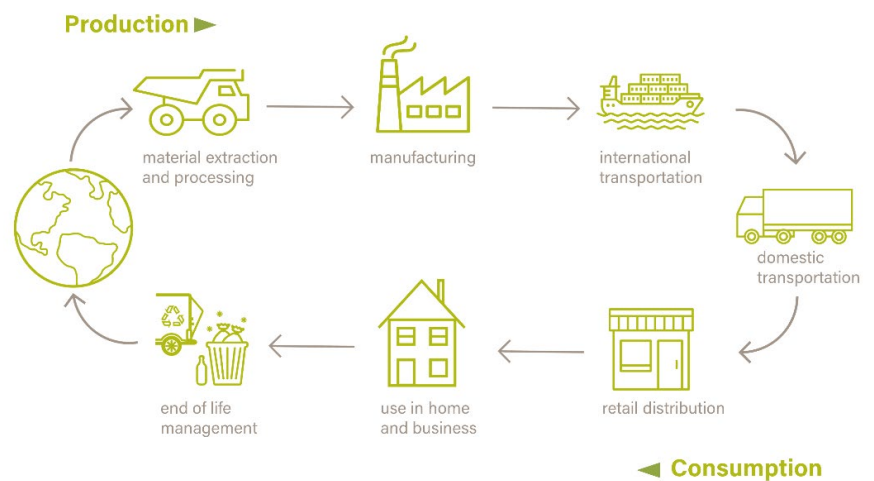 Production
material extraction
and processing
manufacturing
international
transportation
domestic
transportation
retail distribution
use in home
and business
end of life
management
Consumption